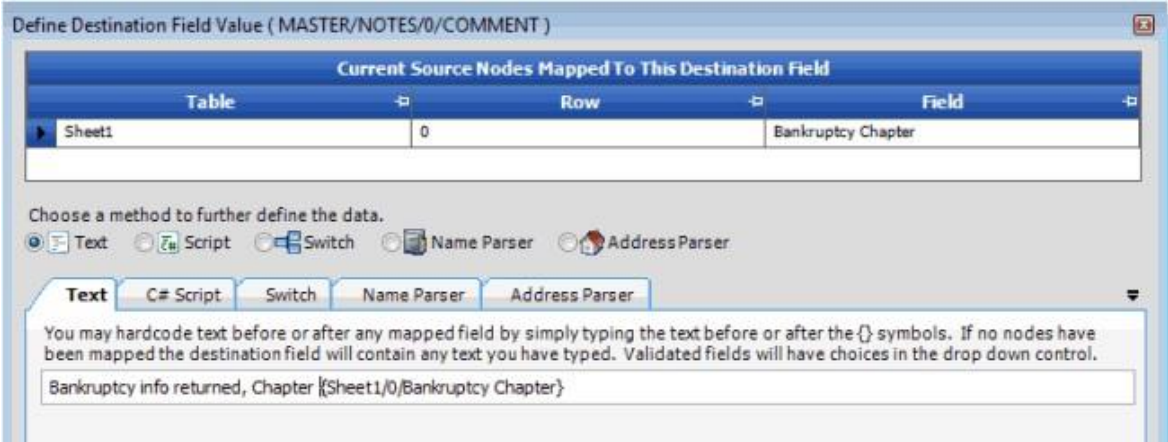 Define Destination Field Value ( MASTER/NOTES/0/COMMENT )
Current Source Nodes Mapped To This Destination Field
Table Row Field
Sheet1 0 Bankruptcy Chapter
Choose a method to further define the data.
Text Script Switch Name Parser Address Parser
Text C# Script Switch Name Parser Address Parser
You may hardcode text before or after any mapped field by simply typing the text before or after the {} symbols. If no nodes have
been mapped the destination field will contain any text you have typed. Validated fields will have choices in the drop down control.
Bankruptcy info returned, Chapter {Sheet1/0/Bankruptcy Chapter}